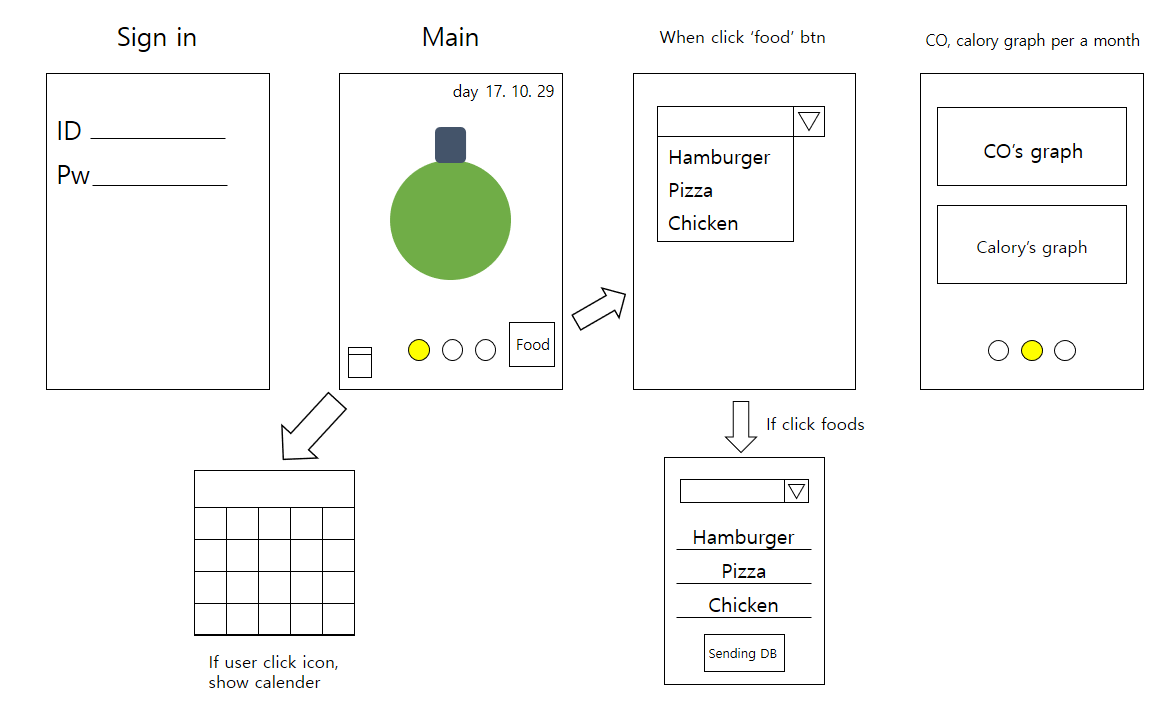 Sign in
ID
Pw
Main
day 17. 10. 29
Food
When click ‘food’ btn
Hamburger
Pizza
Chicken
CO, calory graph per a month
CO’s graph
Calory’s graph
If user click icon,
show calender
If click foods
Hamburger
Pizza
Chicken
Sending DB